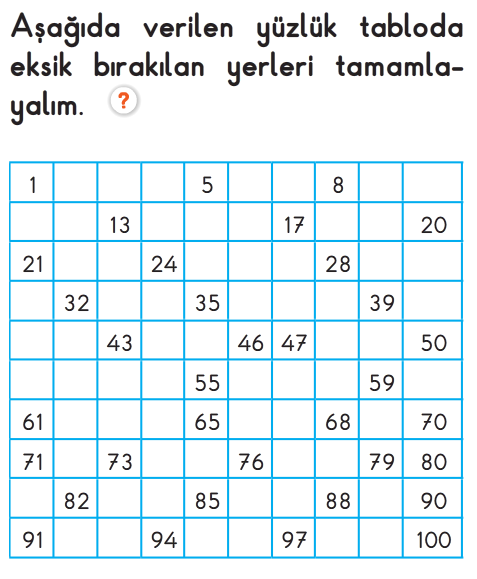 Aşağıda verilen yüzlük tabloda
eksik bırakılan yerleri tamamla-
yalım. ?
1 5 8
13 17 20
21 24 28
32 35 39
43 46 47 50
55 59
61 65 68 70
71 73 76 79 80
82 85 88 90
91 94 97 100